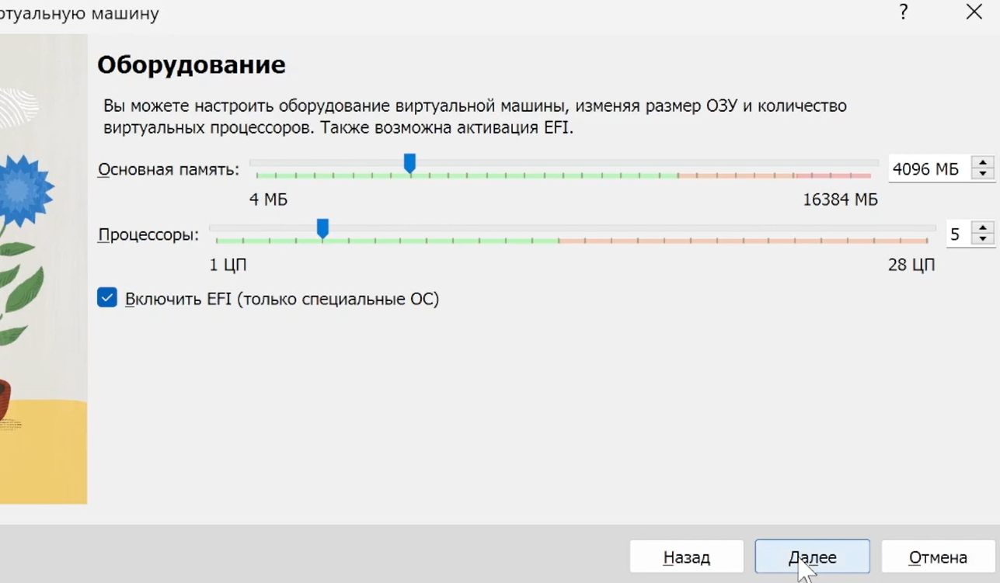 ртуальную машину ?
Оборудование
Вы можете настроить оборудование виртуальной машины, изменяя размер ОЗУ и количество
виртуальных процессоров. Также возможна активация EFI.
Основная память: 4096 МБ
4 МБ 16384 МБ
Процессоры: 5
1 ЦП 28 ЦП
Включить EFI (только специальные ОС)
Назад Далее Отмена